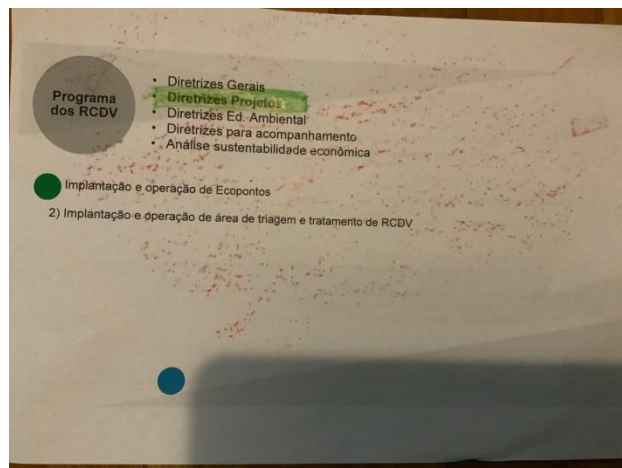 Programa
dos RCDV
• Diretrizes Gerais
• Diretrizes Projetos
• Diretrizes Ed. Ambiental
• Diretrizes para acompanhamento
• Análise sustentabilidade econômica
Implantação e operação de Ecopontos
2) Implantação e operação de área de triagem e tratamento de RCDV